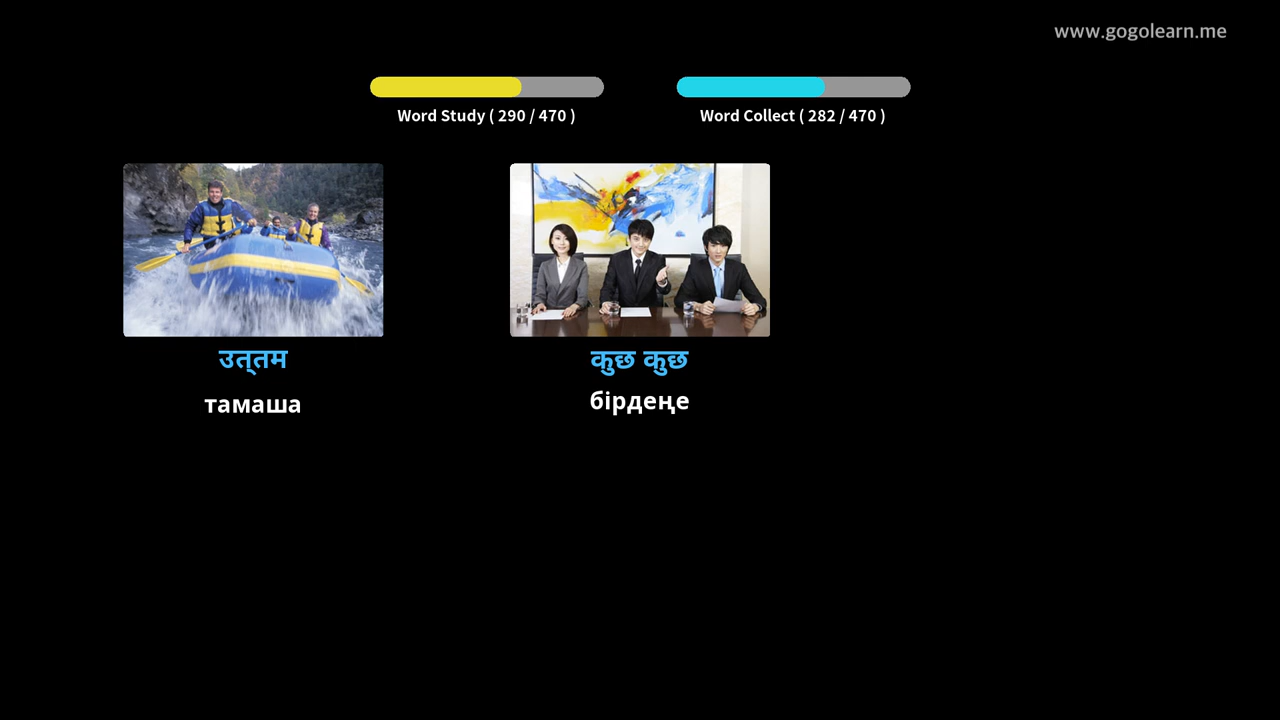 www.gogolearn.me
Word Study ( 290 / 470 )
Word Collect ( 282 / 470 )
उत्तम
कुछ कुछ
тамаша
бірдеңе